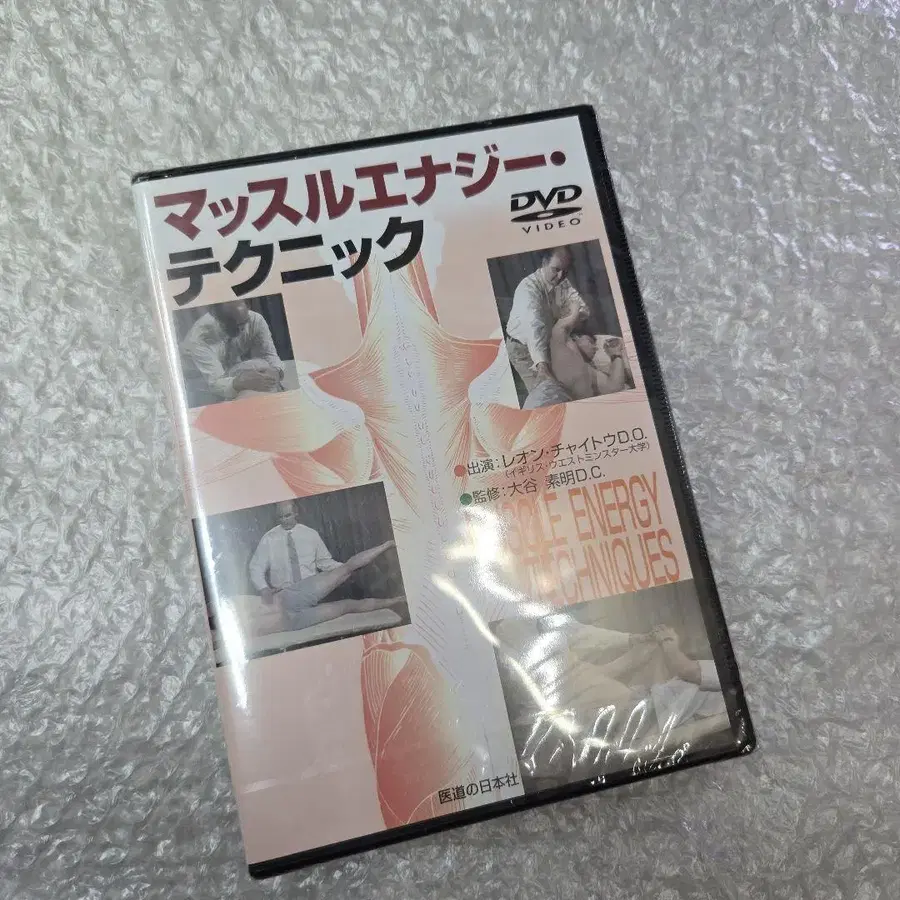 マッスルエナジー・
テクニック
DVD
VIDEO
●出演：レオン・チャイトウD.O.
（イギリス・ウエストミンスター大学）
●監修：大谷 素明D.C.
ENERGY
TECHNIQUES
医道の日本社